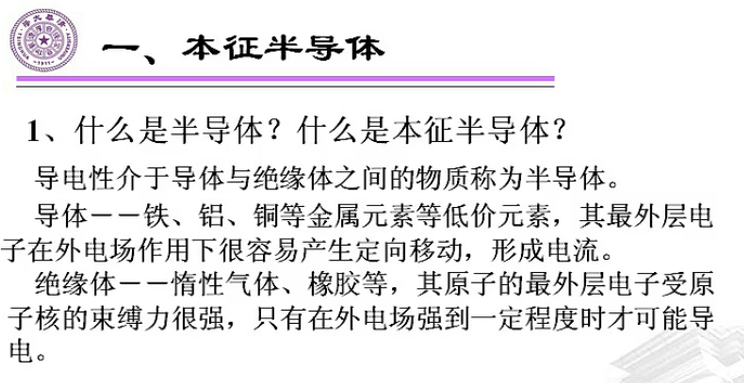 一、本征半导体
1、什么是半导体？什么是本征半导体？
导电性介于导体与绝缘体之间的物质称为半导体。
导体－－铁、铝、铜等金属元素等低价元素，其最外层电
子在外电场作用下很容易产生定向移动，形成电流。
绝缘体－－惰性气体、橡胶等，其原子的最外层电子受原
子核的束缚力很强，只有在外电场强到一定程度时才可能导
电。